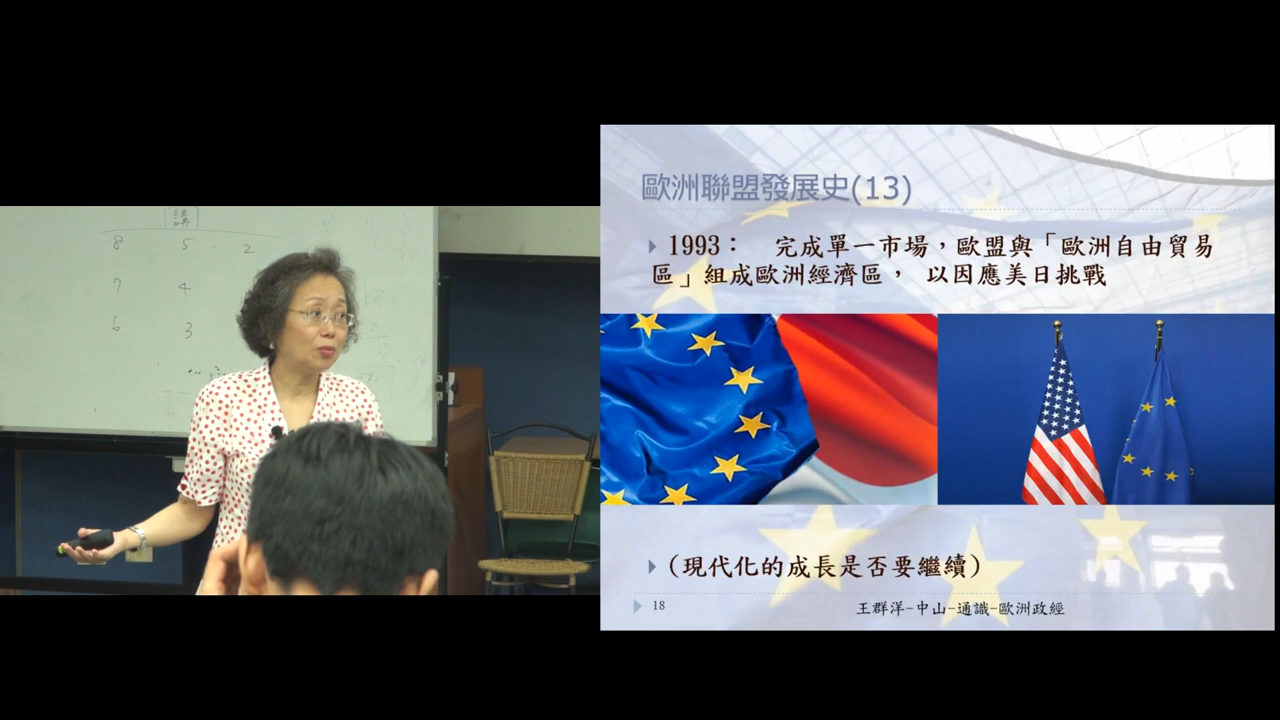 講
8 5 2
7 4
6 3
歐洲聯盟發展史(13)
1993： 完成單一市場，歐盟與「歐洲自由貿易
區」組成歐洲經濟區， 以因應美日挑戰
(現代化的成長是否要繼續)
18
王群洋-中山-通識-歐洲政經